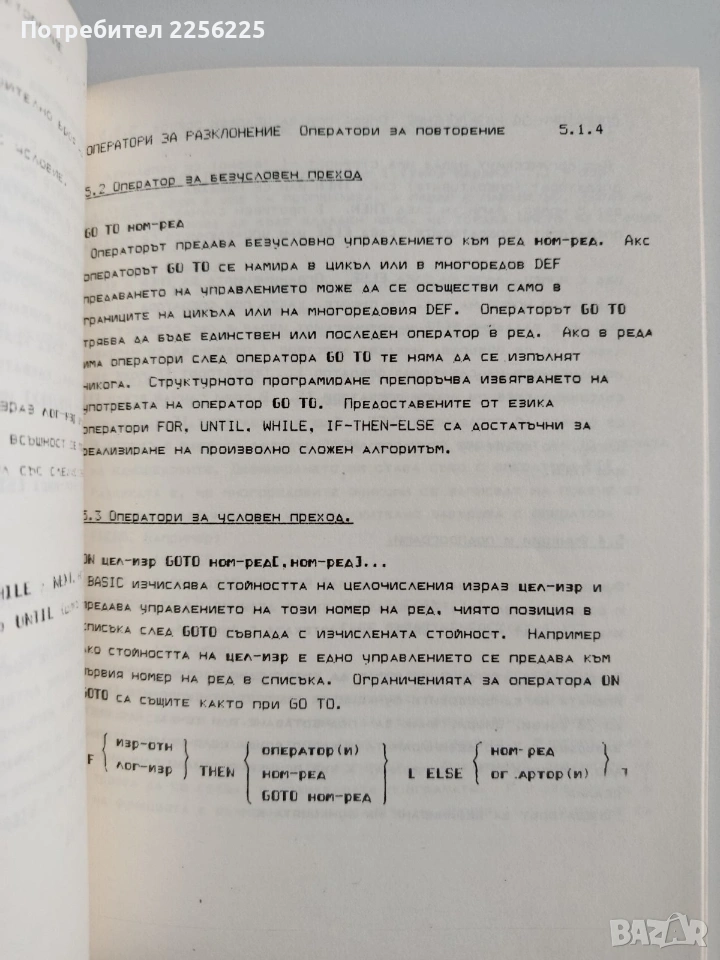 Потребител 2256225
ОПЕРАТОРИ ЗА РАЗКЛОНЕНИЕ Оператори за повторение 5.1.4
5.2 Оператор за безусловен преход
GO TO ном-ред
Операторът предава безусловно управлението към ред ном-ред. Акс
операторът GO TO се намира в цикъл или в многоредов DEF
предаването на управлението може да се осъществи само в
границите на цикъла или на многоредовия DEF. Операторът GO TO
трябва да бъде единствен или последен оператор в ред. Ако в реда
има оператори след оператора GO TO те няма да се изпълнят
никога. Структурното програмиране препоръчва избягването на
употребата на оператор GO TO. Предоставените от езика
оператори FOR, UNTIL, WHILE, IF-THEN-ELSE са достатъчни за
реализиране на произволно сложен алгоритъм.
5.3 Оператори за условен преход.
ON цел-изр GOTO ном-ред[,ном-ред]...
BASIC изчислява стойността на целочисления израз цел-изр и
предава управлението на този номер на ред, чиято позиция в
списъка след GOTO съвпада с изчислената стойност. Например
ако стойността на цел-изр е едно управлението се предава към
първия номер на ред в списъка. Ограниченията за оператора ON
GOTO са същите както при GO TO.
изр-отн оператор(и) ном-ред
F лог-изр THEN ном-ред L ELSE
GOTO ном-ред
BAZAR